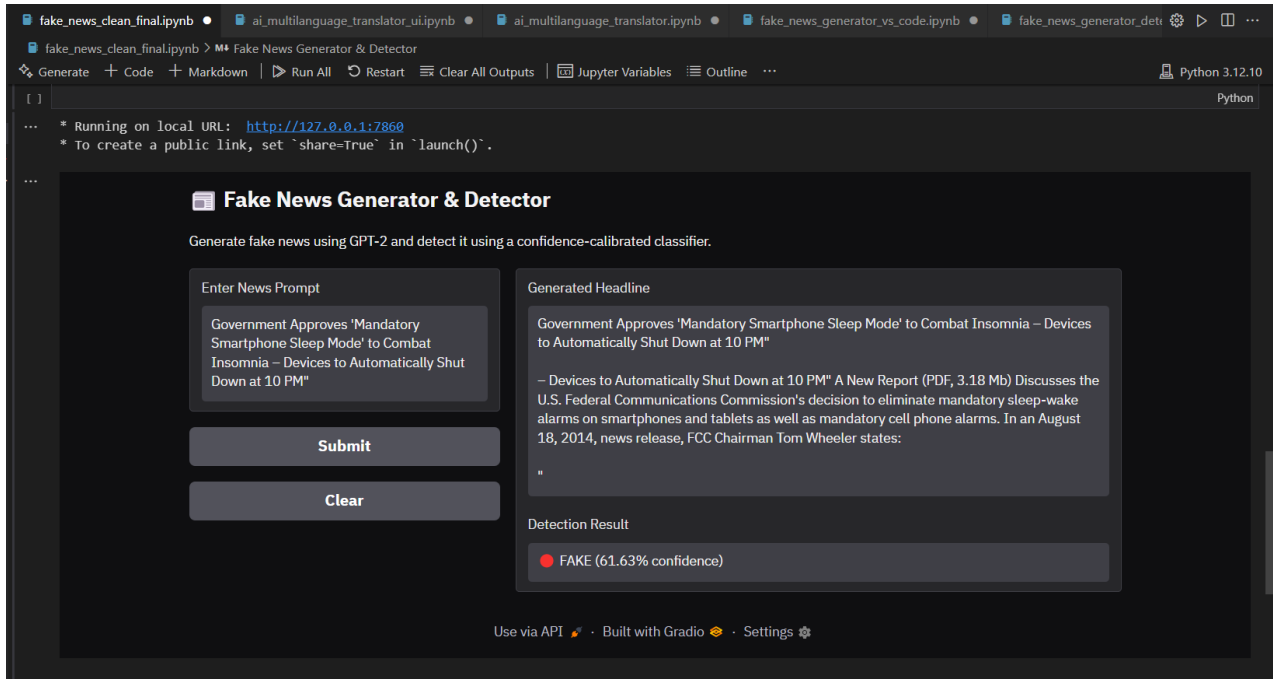 fake_news_clean_final.ipynb
ai_multilanguage_translator_ui.ipynb
ai_multilanguage_translator.ipynb
fake_news_generator_vs_code.ipynb
fake_news_generator_dete
fake_news_clean_final.ipynb > M↓ Fake News Generator & Detector
Generate + Code + Markdown | Run All Restart Clear All Outputs | Jupyter Variables Outline ...
Python 3.12.10
[ ]
Python
... * Running on local URL: http://127.0.0.1:7860
* To create a public link, set `share=True` in `launch()`.
...
Fake News Generator & Detector
Generate fake news using GPT-2 and detect it using a confidence-calibrated classifier.
Enter News Prompt
Government Approves 'Mandatory
Smartphone Sleep Mode' to Combat
Insomnia – Devices to Automatically Shut
Down at 10 PM"
Submit
Clear
Generated Headline
Government Approves 'Mandatory Smartphone Sleep Mode' to Combat Insomnia – Devices
to Automatically Shut Down at 10 PM"
– Devices to Automatically Shut Down at 10 PM" A New Report (PDF, 3.18 Mb) Discusses the
U.S. Federal Communications Commission's decision to eliminate mandatory sleep-wake
alarms on smartphones and tablets as well as mandatory cell phone alarms. In an August
18, 2014, news release, FCC Chairman Tom Wheeler states:
"
Detection Result
FAKE (61.63% confidence)
Use via API · Built with Gradio · Settings